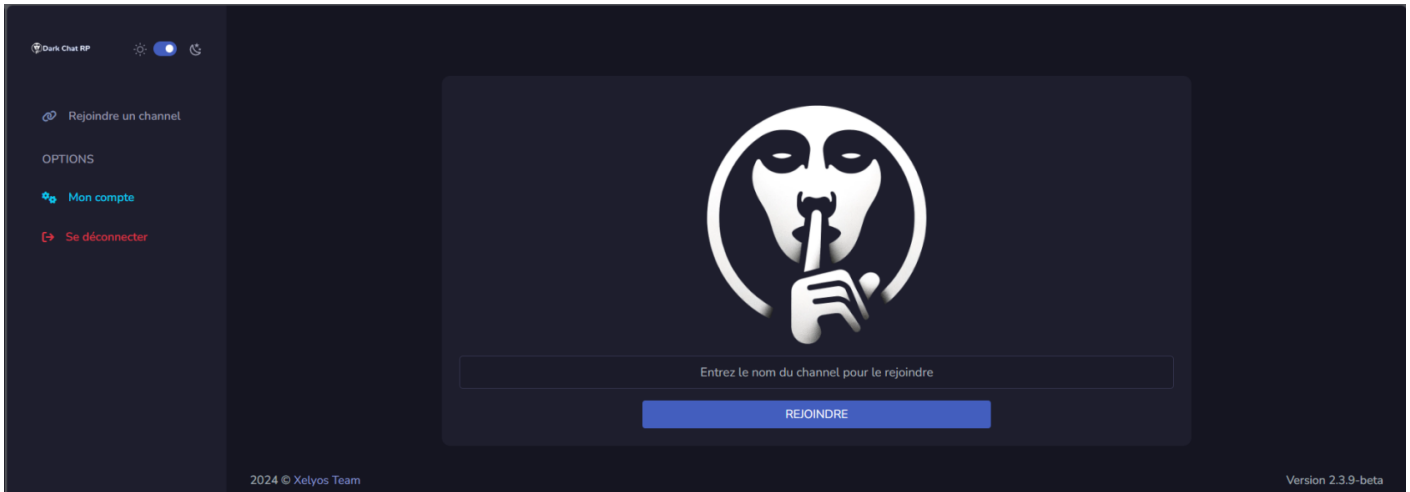 Dark Chat RP
Rejoindre un channel
OPTIONS
Mon compte
Se déconnecter
Entrez le nom du channel pour le rejoindre
REJOINDRE
2024 © Xelyos Team
Version 2.3.9-beta